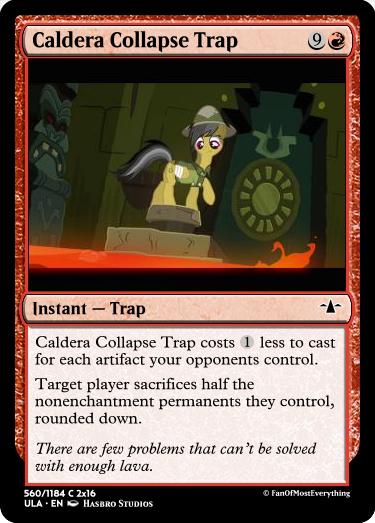 Caldera Collapse Trap 9
Instant — Trap
Caldera Collapse Trap costs 1 less to cast
for each artifact your opponents control.
Target player sacrifices half the
nonenchantment permanents they control,
rounded down.
There are few problems that can't be solved
with enough lava.
560/1184 C 2x16
ULA • EN HASBRO STUDIOS
© FanOfMostEverything